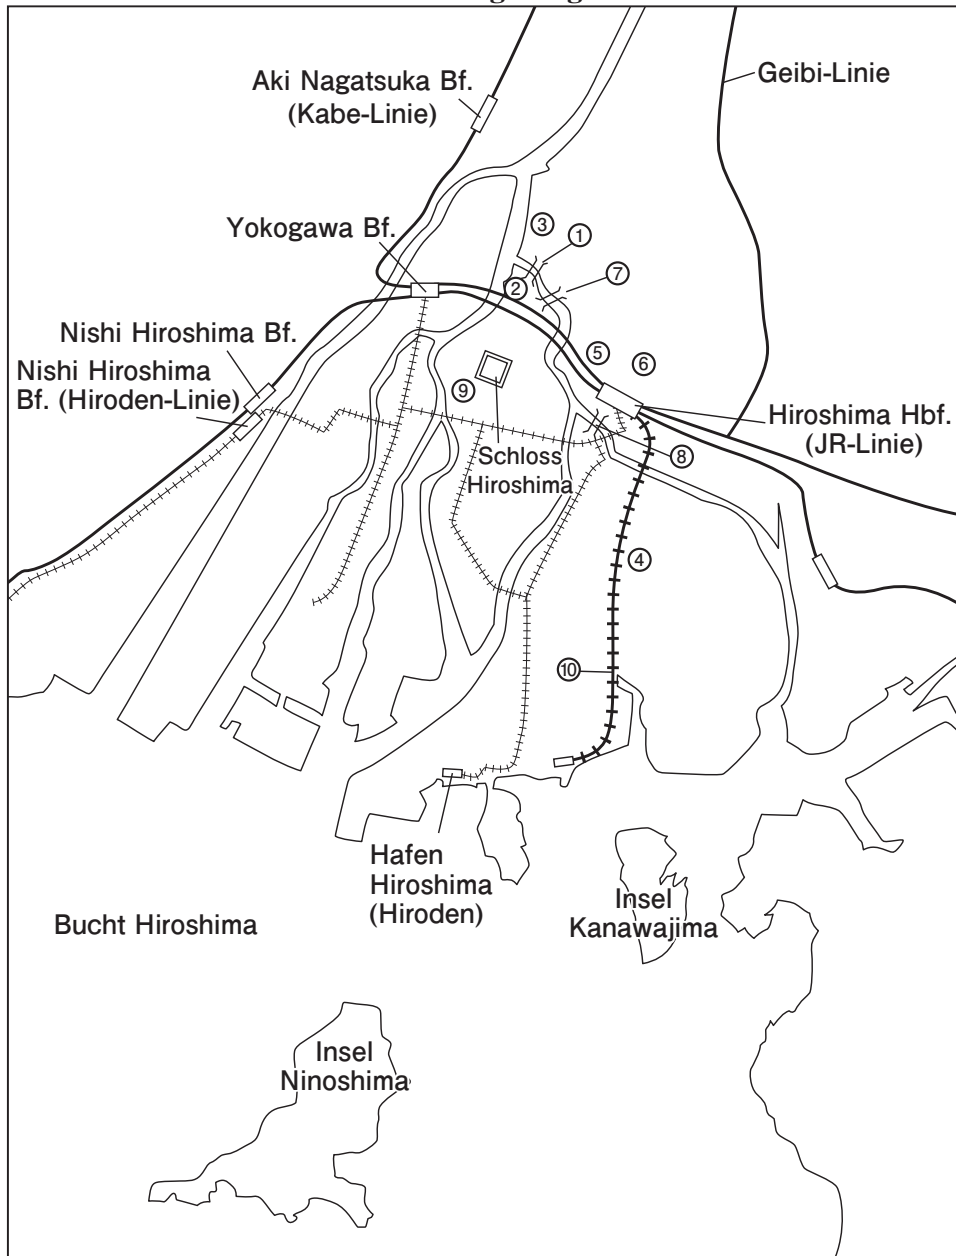 Aki Nagatsuka Bf.
(Kabe-Linie)
Geibi-Linie
Yokogawa Bf.
③
①
⑦
②
Nishi Hiroshima Bf.
Nishi Hiroshima
Bf. (Hiroden-Linie)
⑤
⑥
⑨
Hiroshima Hbf.
(JR-Linie)
Schloss
Hiroshima
⑧
④
⑩
Hafen
Hiroshima
(Hiroden)
Insel
Kanawajima
Bucht Hiroshima
Insel
Ninoshima